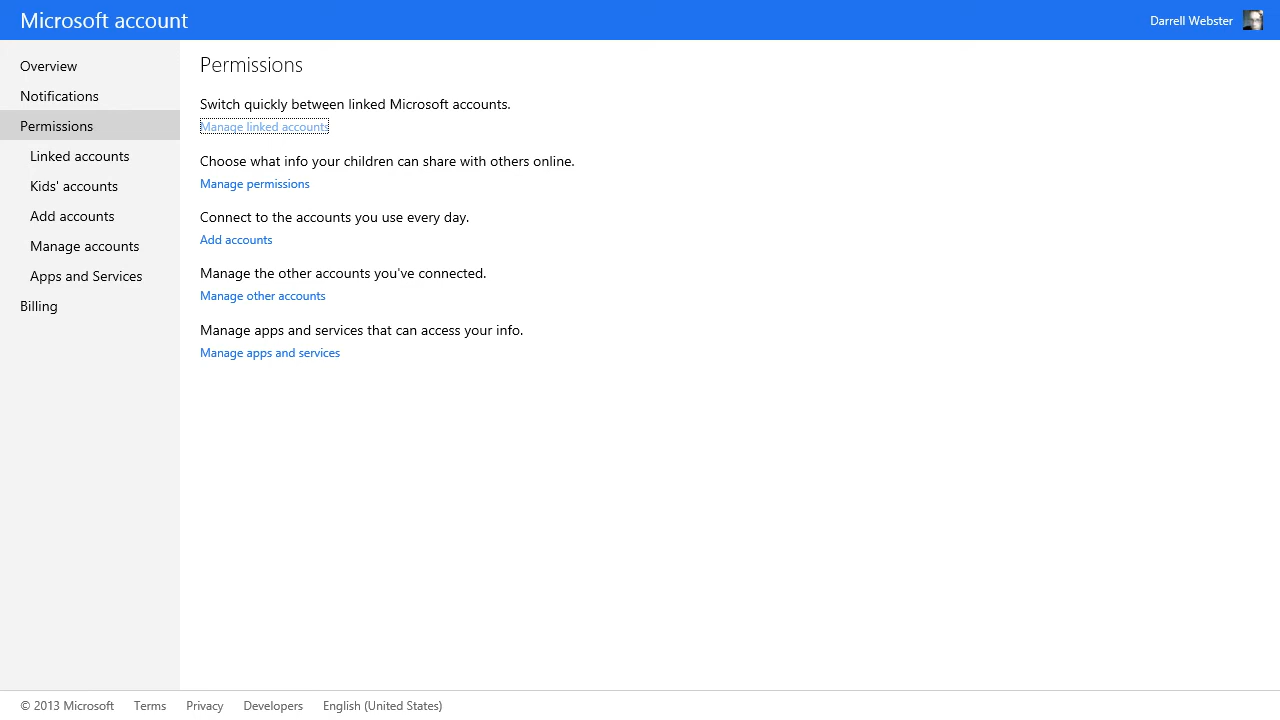 Microsoft account
Darrell Webster
Overview
Notifications
Permissions
Linked accounts
Kids' accounts
Add accounts
Manage accounts
Apps and Services
Billing
Permissions
Switch quickly between linked Microsoft accounts.
Manage linked accounts
Choose what info your children can share with others online.
Manage permissions
Connect to the accounts you use every day.
Add accounts
Manage the other accounts you've connected.
Manage other accounts
Manage apps and services that can access your info.
Manage apps and services
© 2013 Microsoft Terms Privacy Developers English (United States)